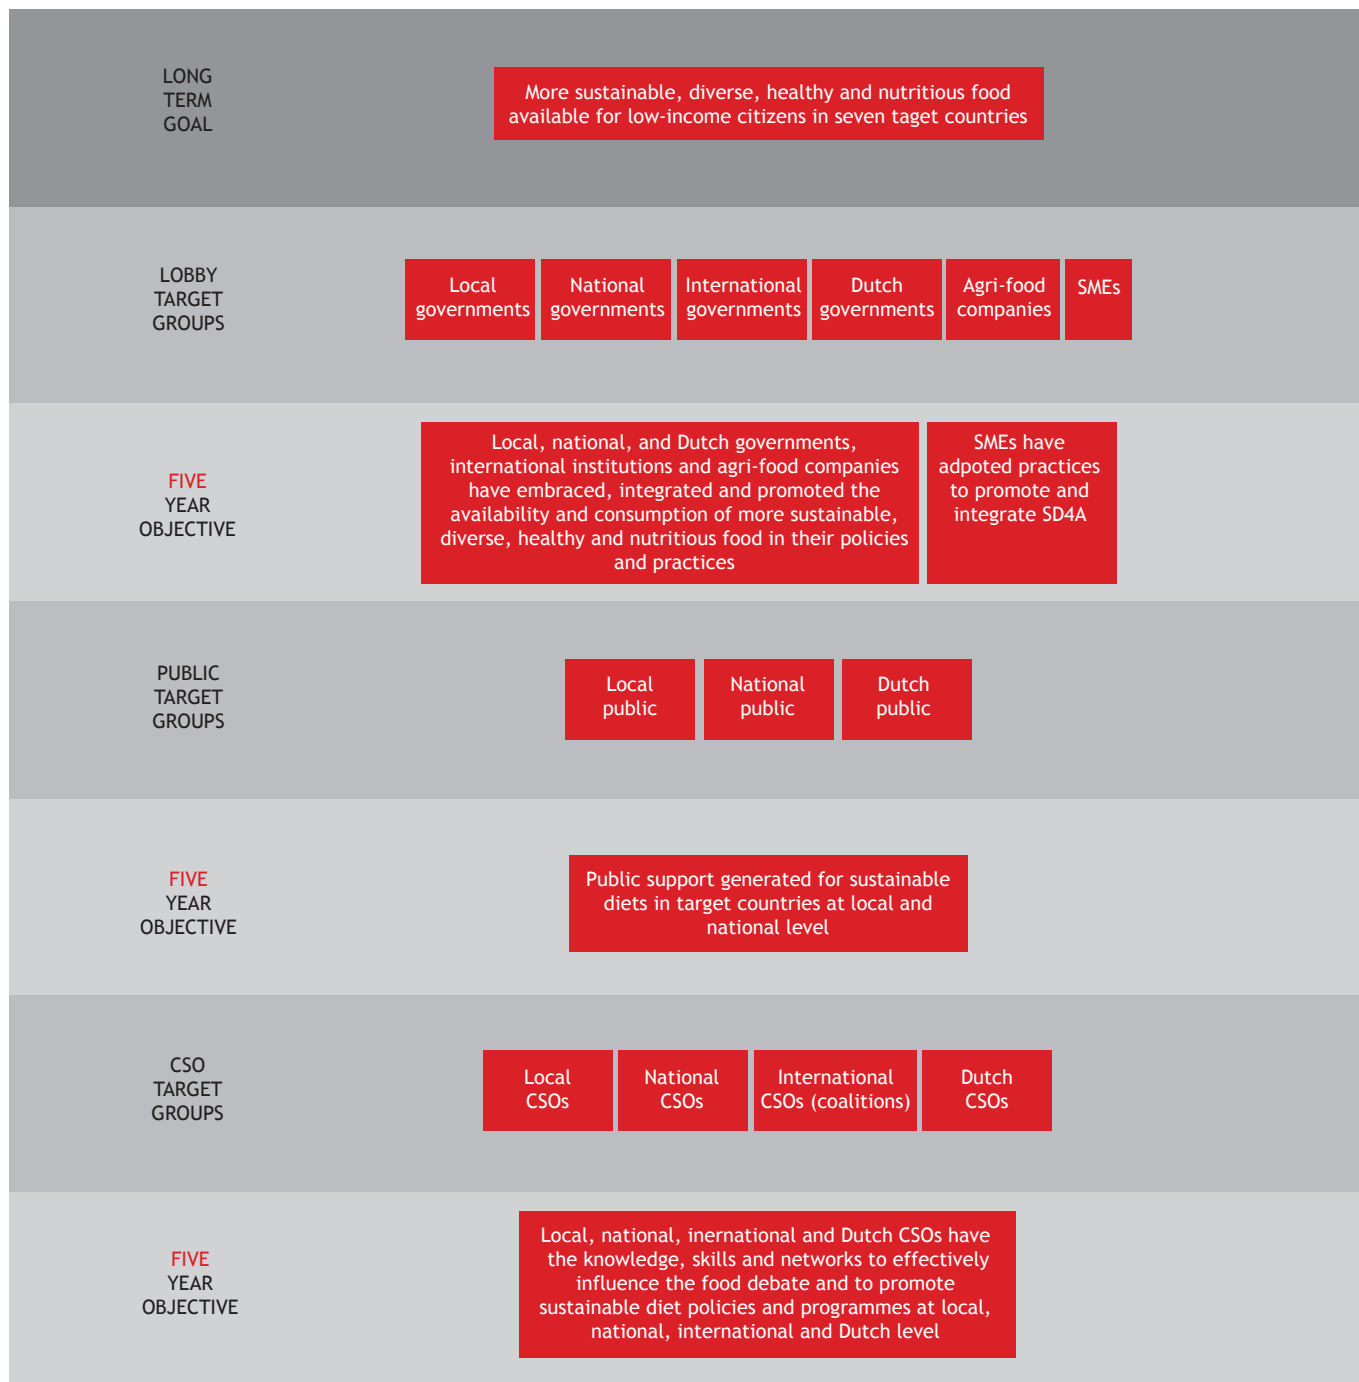 LONG
TERM
GOAL
More sustainable, diverse, healthy and nutritious food
available for low-income citizens in seven taget countries
LOBBY
TARGET
GROUPS
Local
governments
National
governments
International
governments
Dutch
governments
Agri-food
companies
SMEs
FIVE
YEAR
OBJECTIVE
Local, national, and Dutch governments,
international institutions and agri-food companies
have embraced, integrated and promoted the
availability and consumption of more sustainable,
diverse, healthy and nutritious food in their policies
and practices
SMEs have
adpoted practices
to promote and
integrate SD4A
PUBLIC
TARGET
GROUPS
Local
public
National
public
Dutch
public
FIVE
YEAR
OBJECTIVE
Public support generated for sustainable
diets in target countries at local and
national level
CSO
TARGET
GROUPS
Local
CSOs
National
CSOs
International
CSOs (coalitions)
Dutch
CSOs
FIVE
YEAR
OBJECTIVE
Local, national, inernational and Dutch CSOs have
the knowledge, skills and networks to effectively
influence the food debate and to promote
sustainable diet policies and programmes at local,
national, international and Dutch level